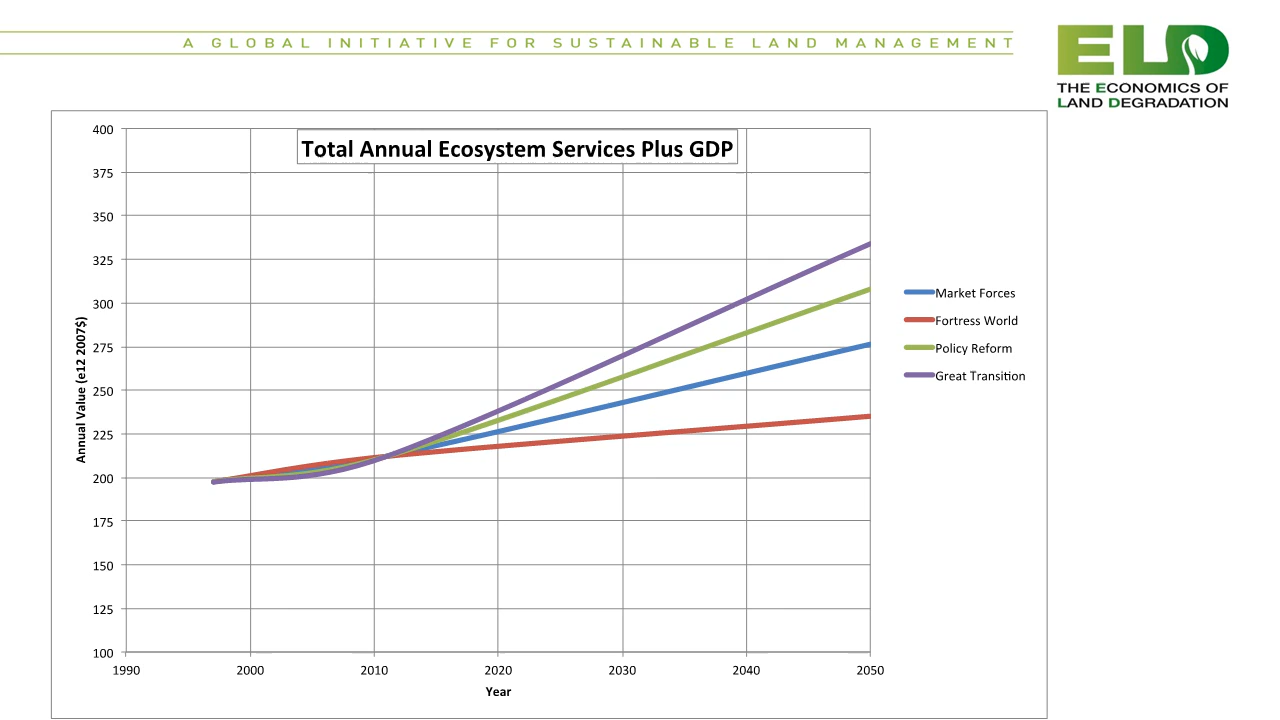 A GLOBAL INITIATIVE FOR SUSTAINABLE LAND MANAGEMENT
ELD
THE ECONOMICS OF
LAND DEGRADATION
Total Annual Ecosystem Services Plus GDP
400
375
350
325
300
275
250
225
200
175
150
125
100
Annual Value (e12 2007$)
1990 2000 2010 2020 2030 2040 2050
Year
Market Forces
Fortress World
Policy Reform
Great Transition